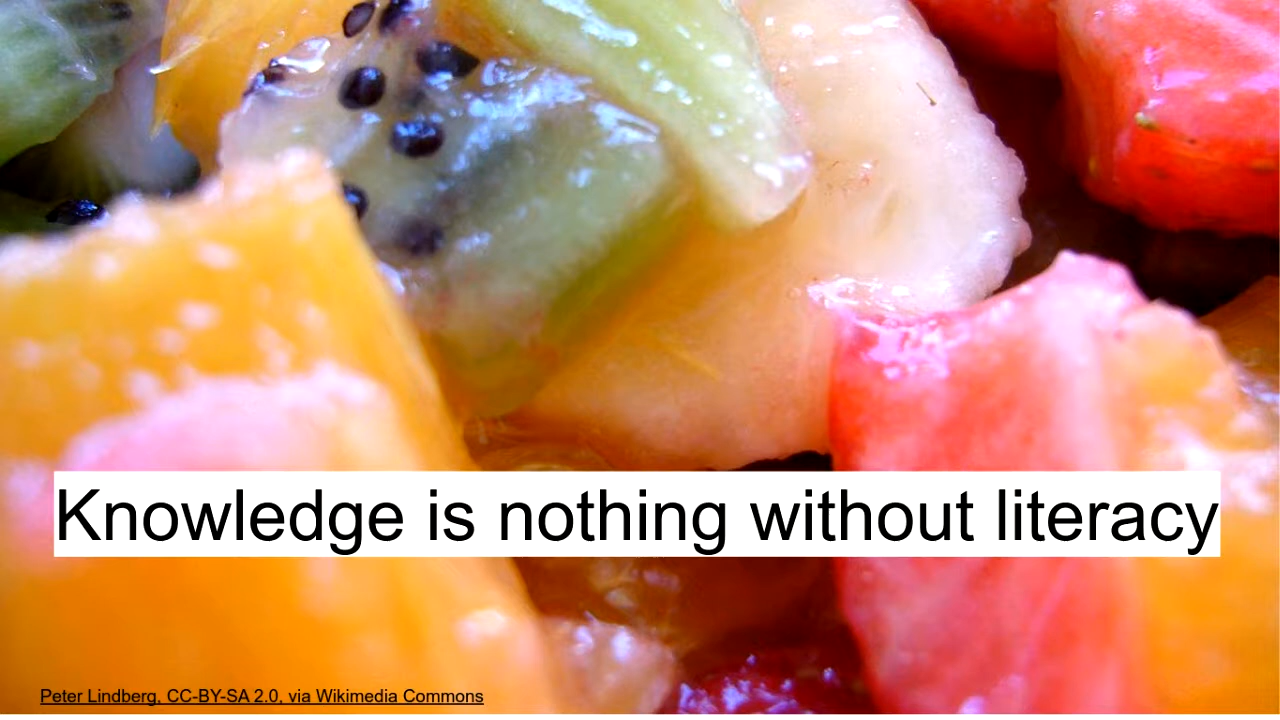 Knowledge is nothing without literacy
Peter Lindberg, CC-BY-SA 2.0, via Wikimedia Commons